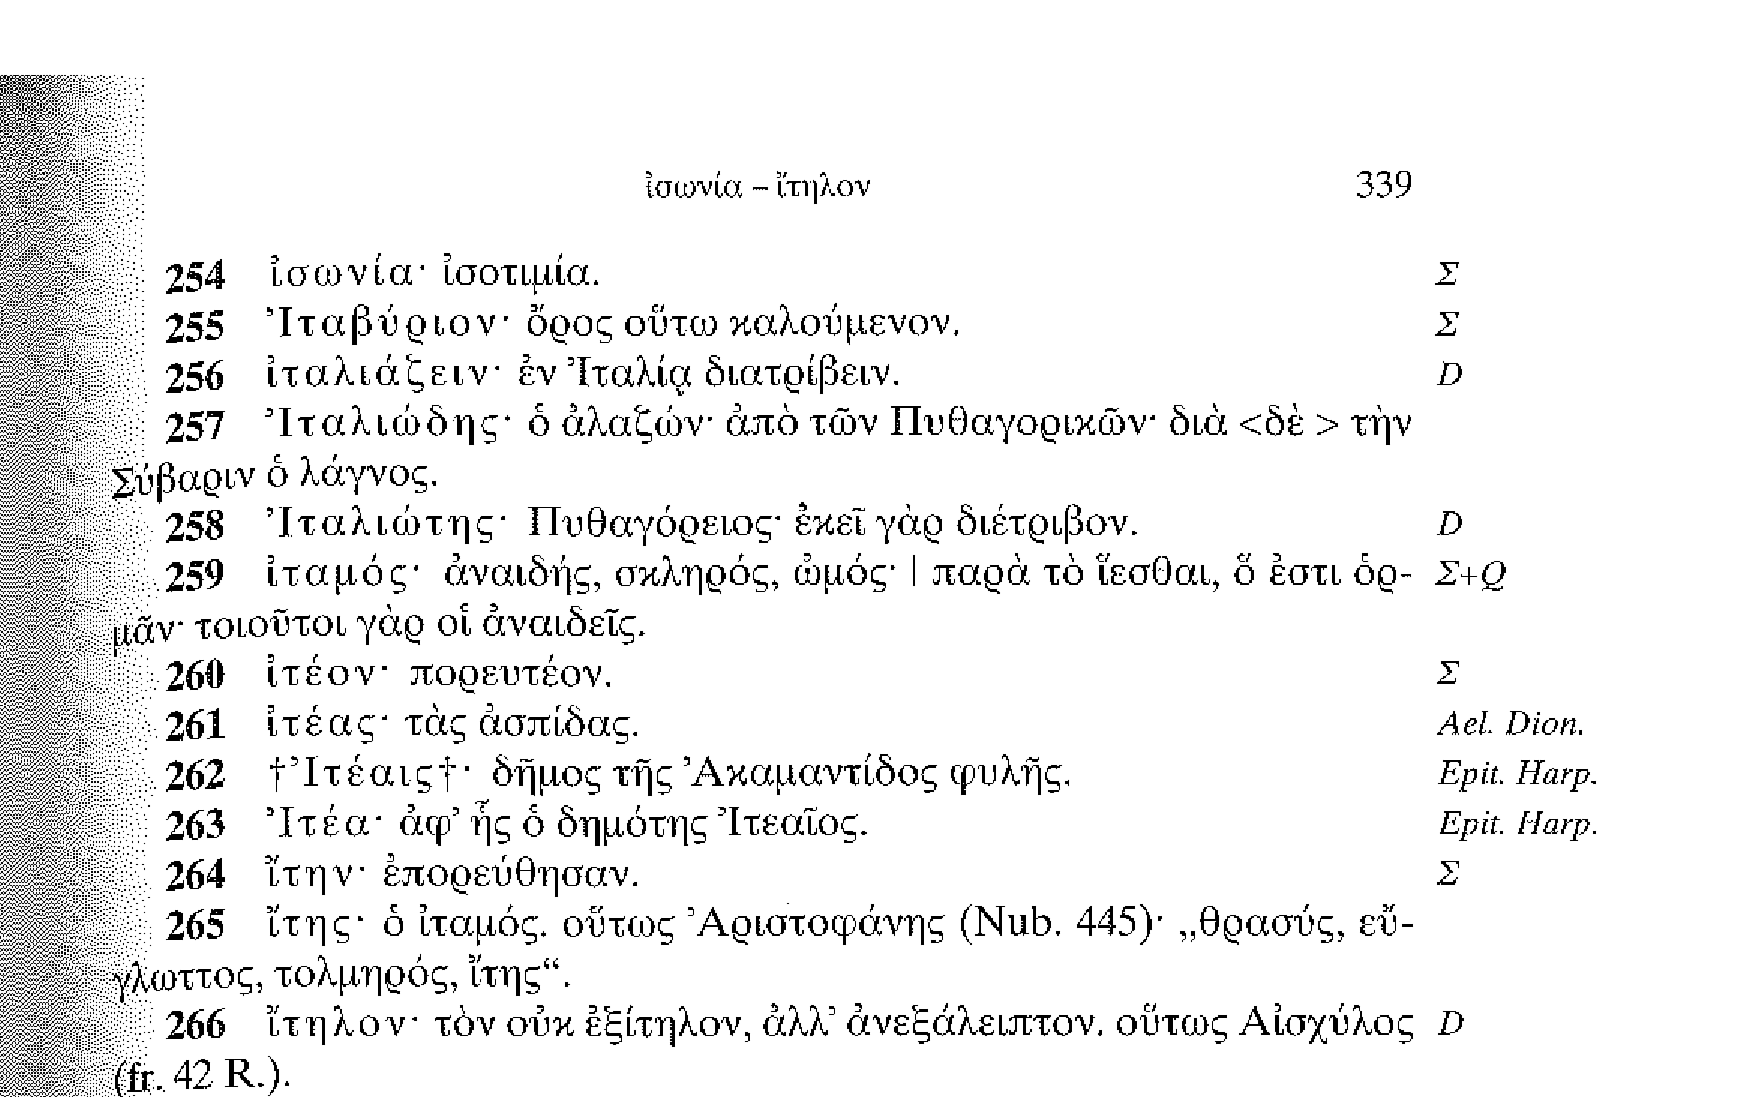 ἰσωνία – ἴτηλον 339
254 ἰσωνία· ἰσοτιμία. Σ
255 Ἰταβύριον· ὄρος οὕτω καλούμενον. Σ
256 ἰταλιάζειν· ἐν Ἰταλίᾳ διατρίβειν. D
257 Ἰταλιώδης· ὁ ἀλαζών· ἀπὸ τῶν Πυθαγορικῶν· διὰ <δὲ > τὴν
Σύβαριν ὁ λάγνος.
258 Ἰταλιώτης· Πυθαγόρειος· ἐκεῖ γὰρ διέτριβον. D
259 ἰταμός· ἀναιδής, σκληρός, ὠμός· | παρὰ τὸ ἵεσθαι, ὅ ἐστι ὁρ- Σ+Q
μᾶν· τοιοῦτοι γὰρ οἱ ἀναιδεῖς.
260 ἰτέον· πορευτέον. Σ
261 ἰτέας· τὰς ἀσπίδας. Ael. Dion.
262 †Ἰτέαις†· δῆμος τῆς Ἀκαμαντίδος φυλῆς. Epit. Harp.
263 Ἰτέα· ἀφ’ ἧς ὁ δημότης Ἰτεαῖος. Epit. Harp.
264 ἴτην· ἐπορεύθησαν. Σ
265 ἴτης· ὁ ἰταμός. οὕτως Ἀριστοφάνης (Nub. 445)· „θρασύς, εὔ-
γλωττος, τολμηρός, ἴτης“.
266 ἴτηλον· τὸν οὐκ ἐξίτηλον, ἀλλ’ ἀνεξάλειπτον. οὕτως Αἰσχύλος D
(fr. 42 R.).